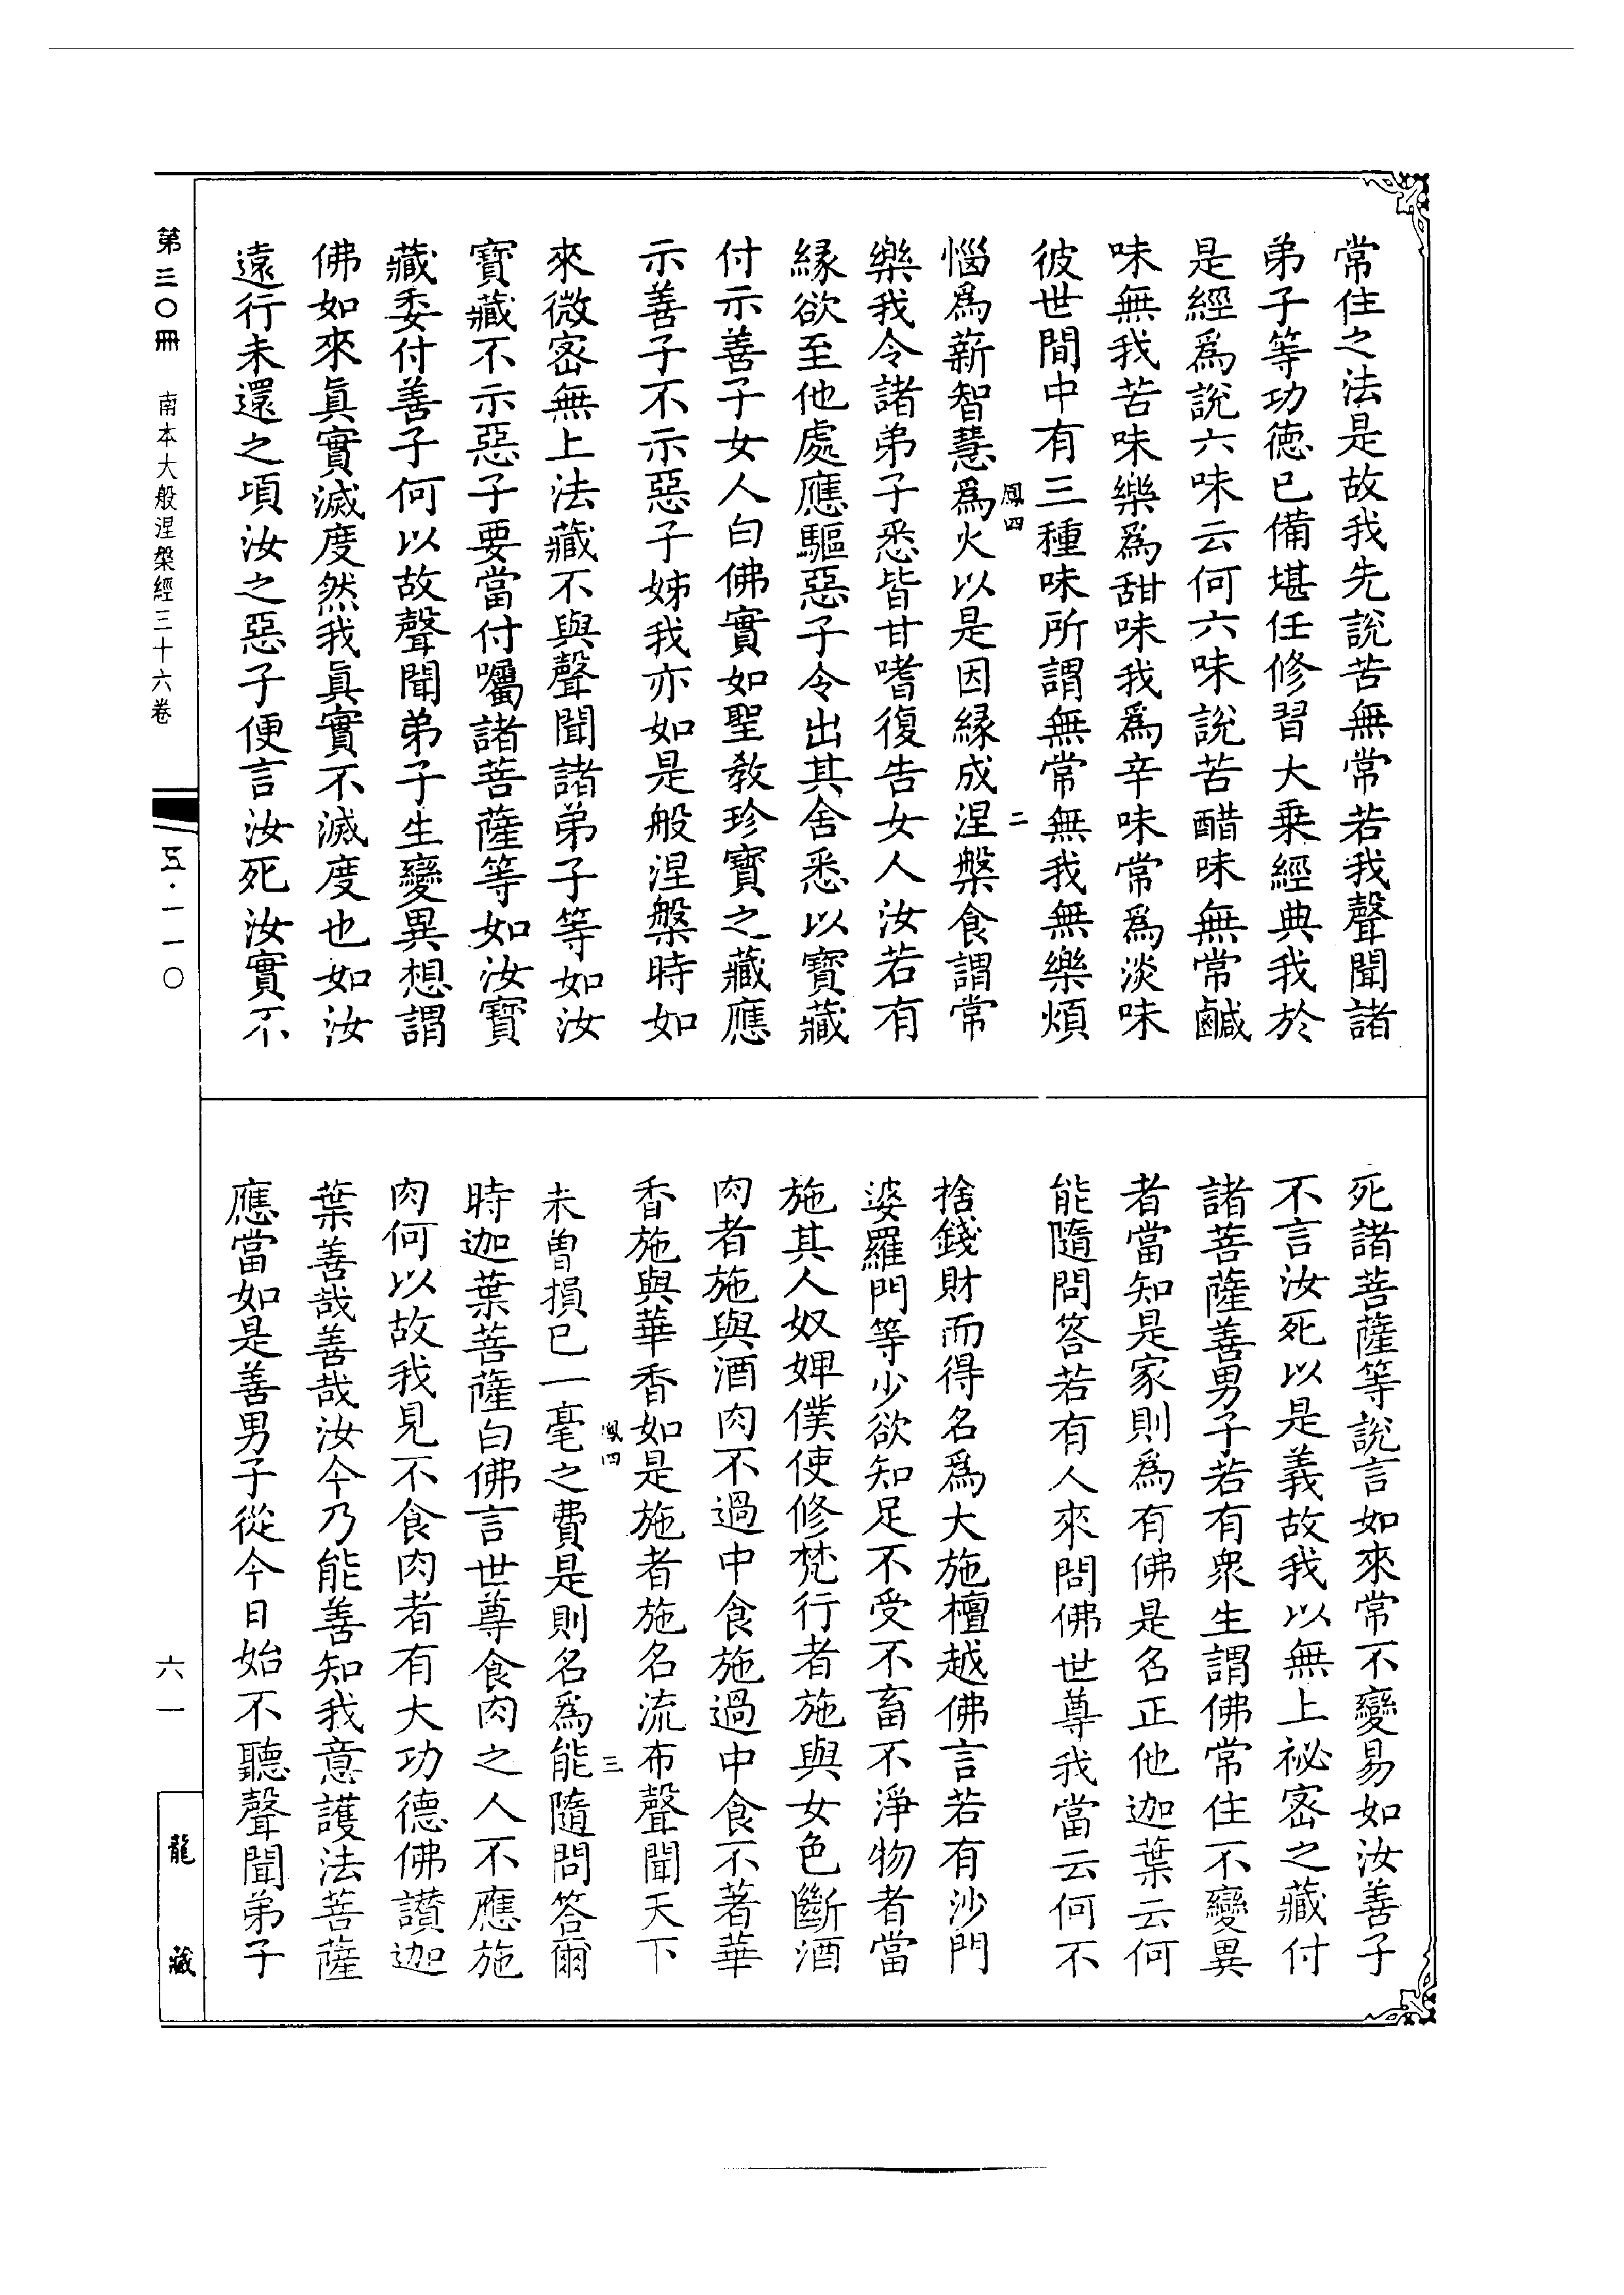 常住之法是故我先說苦無常若我聲聞諸
弟子等功德已備堪任修習大乗經典我於
是經爲說六味云何六味說苦醋味無常鹹
味無我苦味樂爲甜味我爲辛味常爲淡味
彼世間中有三種味所謂無常無我無樂煩
鳳四
二
惱爲薪智慧爲火以是因緣成涅槃食謂常
樂我令諸弟子悉皆甘嗜復告女人汝若有
緣欲至他處應驅惡子令出其舍悉以寶藏
付示善子女人白佛實如聖教珍寶之藏應
示善子不示惡子姊我亦如是般涅槃時如
來微密無上法藏不與聲聞諸弟子等如汝
寶藏不示惡子要當付囑諸菩薩等如汝寶
藏委付善子何以故聲聞弟子生變異想謂
佛如來真實滅度然我真實不滅度也如汝
遠行未還之頃汝之惡子便言汝死汝實不
死諸菩薩等說言如來常不變易如汝善子
不言汝死以是義故我以無上祕密之藏付
諸菩薩善男子若有衆生謂佛常住不變異
者當知是家則爲有佛是名正他迦葉云何
能隨問答若有人來問佛世尊我當云何不
捨錢財而得名爲大施檀越佛言若有沙門
婆羅門等少欲知足不受不畜不淨物者當
施其人奴婢僕使修梵行者施與女色斷酒
肉者施與酒肉不過中食施過中食不著華
香施與華香如是施者施名流布聲聞天下
鳳四
三
未曽損已一毫之費是則名爲能隨問答爾
時迦葉菩薩白佛言世尊食肉之人不應施
肉何以故我見不食肉者有大功德佛讃迦
葉善哉善哉汝今乃能善知我意護法菩薩
應當如是善男子從今日始不聽聲聞弟子
第三〇冊
南本大般涅槃經三十六卷
五·一一〇
六一
龍藏